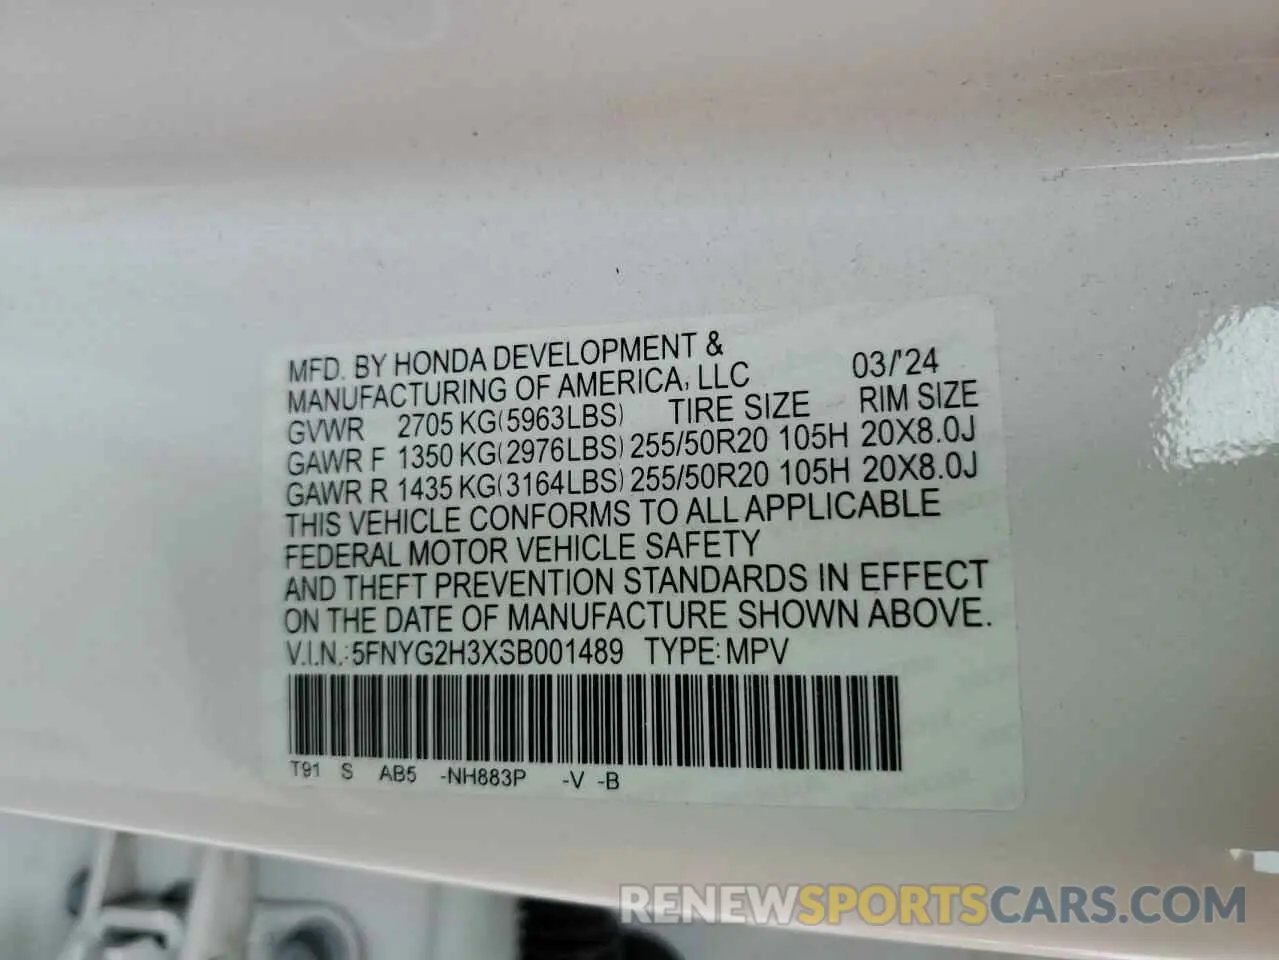 MFD. BY HONDA DEVELOPMENT &
MANUFACTURING OF AMERICA, LLC 03/'24
GVWR 2705 KG(5963LBS) TIRE SIZE RIM SIZE
GAWR F 1350 KG(2976LBS) 255/50R20 105H 20X8.0J
GAWR R 1435 KG(3164LBS) 255/50R20 105H 20X8.0J
THIS VEHICLE CONFORMS TO ALL APPLICABLE
FEDERAL MOTOR VEHICLE SAFETY
AND THEFT PREVENTION STANDARDS IN EFFECT
ON THE DATE OF MANUFACTURE SHOWN ABOVE.
V.I.N.:5FNYG2H3XSB001489 TYPE:MPV
T91 S AB5 -NH883P -V -B
RENEWSPORTSCARS.COM